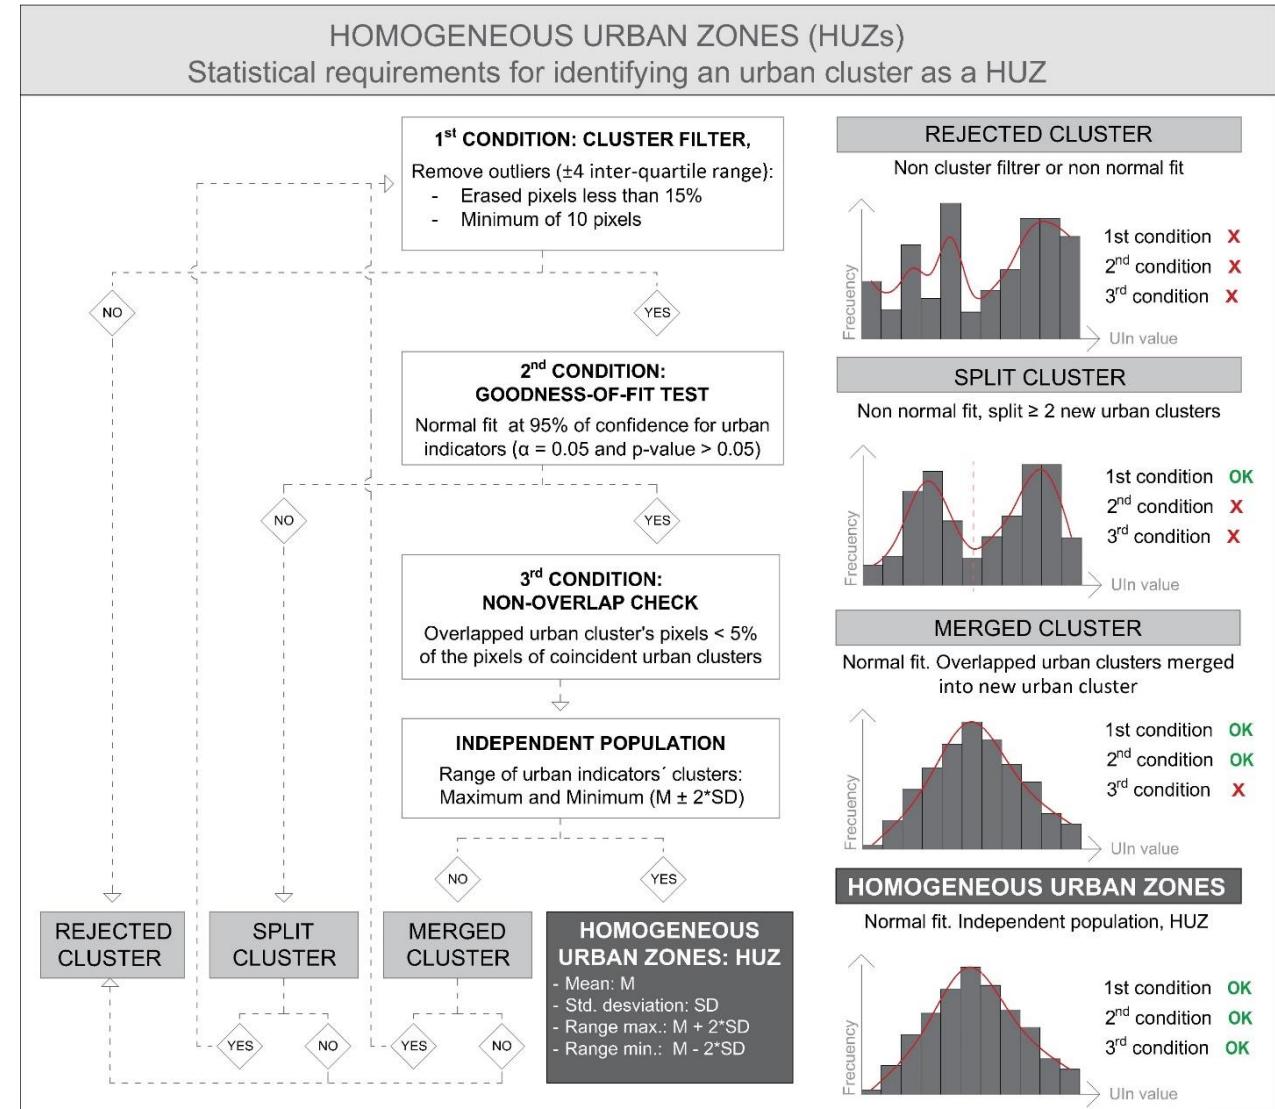 HOMOGENEOUS URBAN ZONES (HUZs)
Statistical requirements for identifying an urban cluster as a HUZ
1st CONDITION: CLUSTER FILTER,
Remove outliers (±4 inter-quartile range):
- Erased pixels less than 15%
- Minimum of 10 pixels
NO
YES
2nd CONDITION:
GOODNESS-OF-FIT TEST
Normal fit at 95% of confidence for urban
indicators (α = 0.05 and p-value > 0.05)
NO
YES
3rd CONDITION:
NON-OVERLAP CHECK
Overlapped urban cluster's pixels < 5%
of the pixels of coincident urban clusters
INDEPENDENT POPULATION
Range of urban indicators´ clusters:
Maximum and Minimum (M ± 2*SD)
NO
YES
REJECTED
CLUSTER
SPLIT
CLUSTER
MERGED
CLUSTER
HOMOGENEOUS
URBAN ZONES: HUZ
- Mean: M
- Std. desviation: SD
- Range max.: M + 2*SD
- Range min.: M - 2*SD
YES
NO
YES
NO
REJECTED CLUSTER
Non cluster filtrer or non normal fit
Frecuency
1st condition X
2nd condition X
3rd condition X
UIn value
SPLIT CLUSTER
Non normal fit, split ≥ 2 new urban clusters
Frecuency
1st condition OK
2nd condition X
3rd condition X
UIn value
MERGED CLUSTER
Normal fit. Overlapped urban clusters merged
into new urban cluster
Frecuency
1st condition OK
2nd condition OK
3rd condition X
UIn value
HOMOGENEOUS URBAN ZONES
Normal fit. Independent population, HUZ
Frecuency
1st condition OK
2nd condition OK
3rd condition OK
UIn value